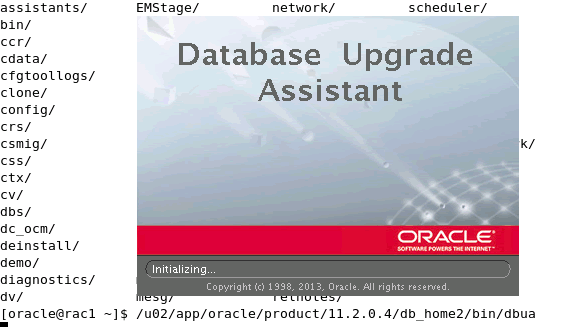 assistants/ EMStage/ network/ scheduler/
bin/
ccr/
cdata/
cfgtoollogs/
clone/
config/
crs/
csmig/ k/
css/
ctx/
cv/
dbs/
dc_ocm/
deinstall/
demo/
diagnostics/
dv/ mesg/ relnotes/
Database Upgrade
Assistant
ORACLE
SOFTWARE POWERS THE INTERNET™
Initializing...
Copyright (c) 1998, 2013, Oracle. All rights reserved.
[oracle@rac1 ~]$ /u02/app/oracle/product/11.2.0.4/db_home2/bin/dbua